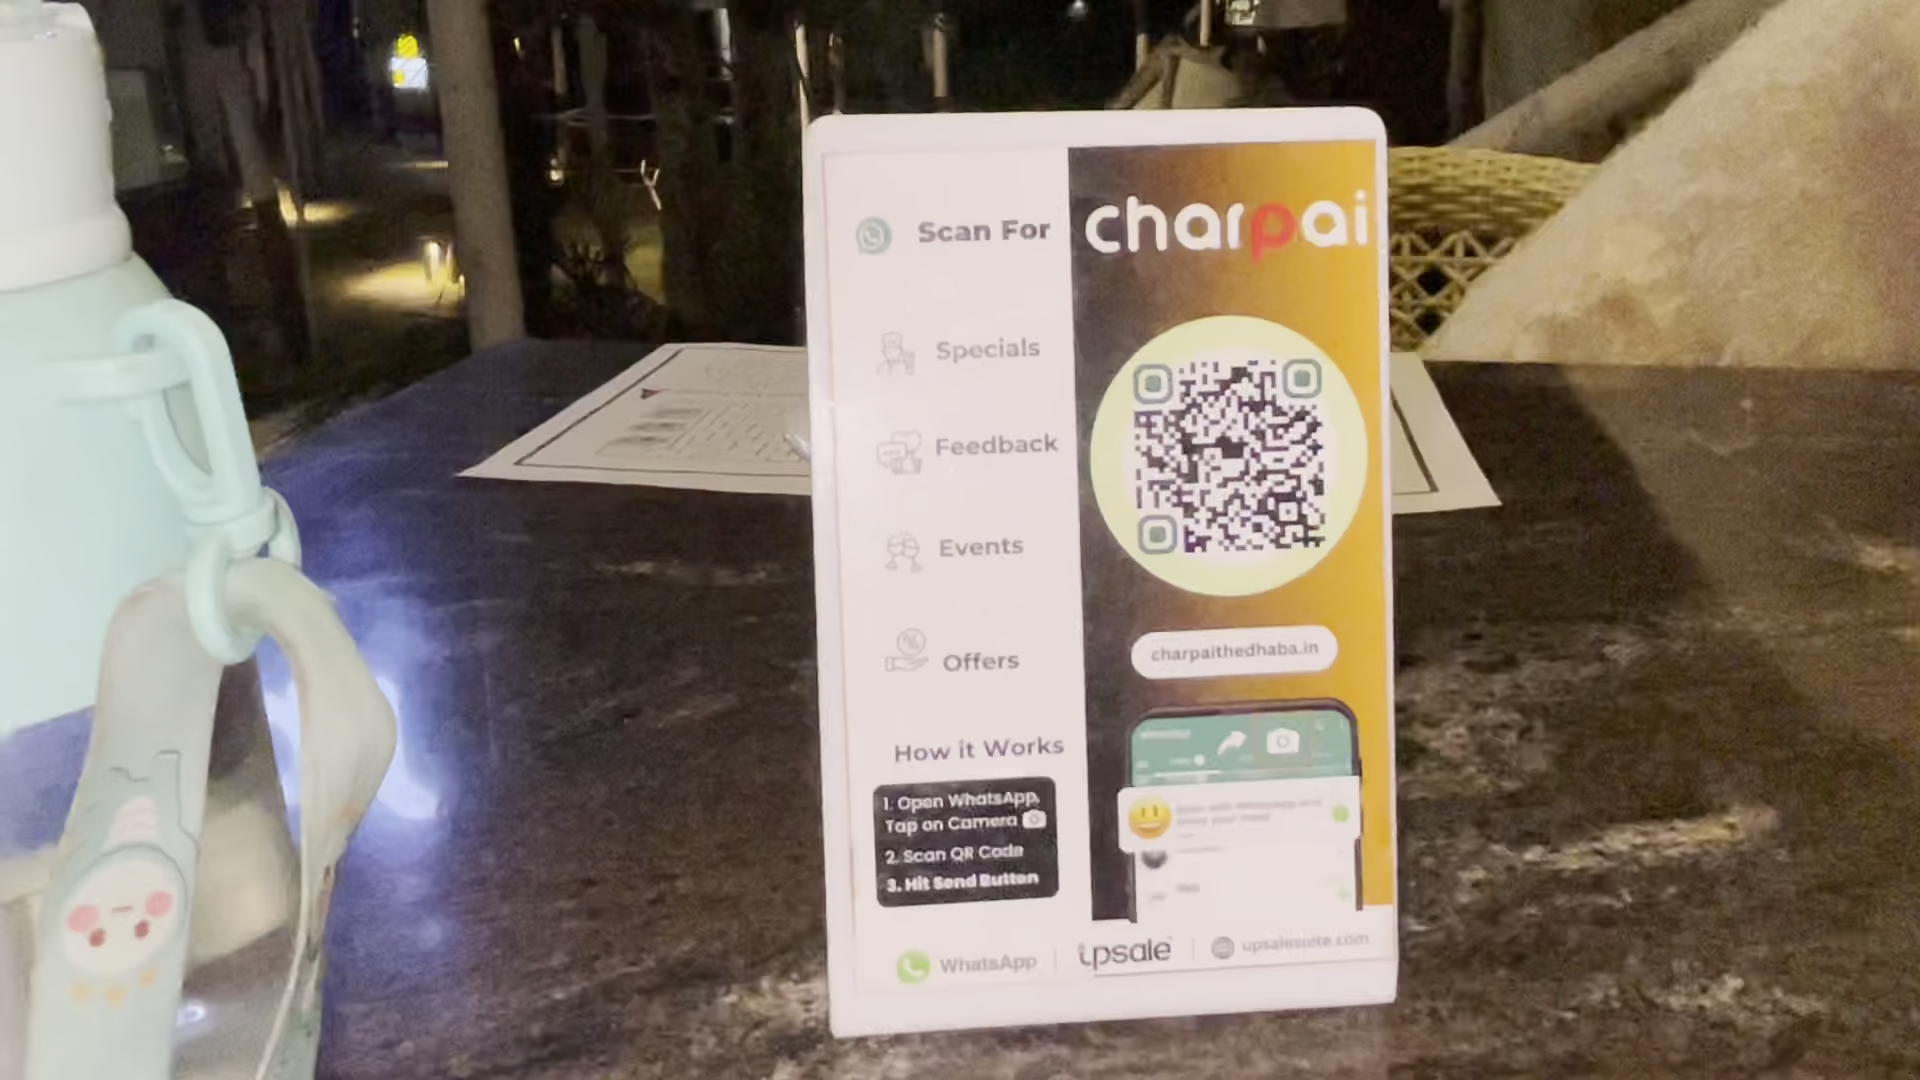 Scan For
Specials
Feedback
Events
Offers
How it Works
1. Open WhatsApp,
Tap on Camera
2. Scan QR Code
3. Hit Send Button
charpai
charpaithedhaba.in
WhatsApp
upsale
upsalesuite.com